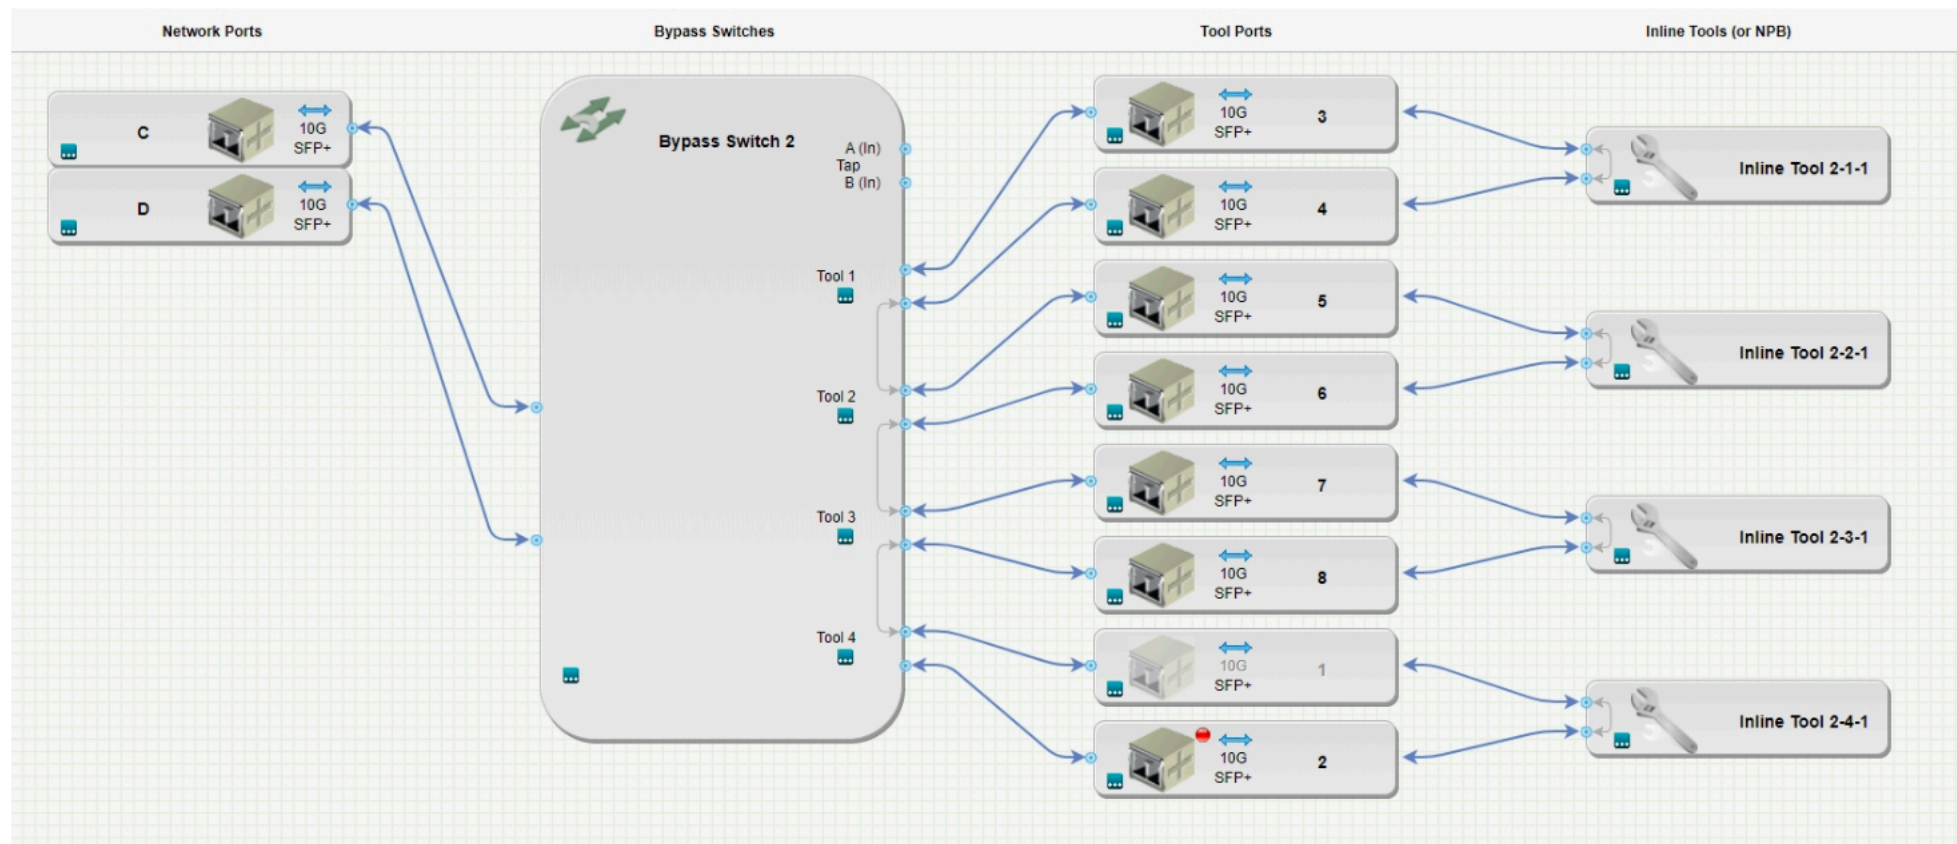 Network Ports
Bypass Switches
Tool Ports
Inline Tools (or NPB)
C
10G
SFP+
D
10G
SFP+
Bypass Switch 2
A (In)
Tap
B (In)
Tool 1
Tool 2
Tool 3
Tool 4
10G
SFP+
3
10G
SFP+
4
10G
SFP+
5
10G
SFP+
6
10G
SFP+
7
10G
SFP+
8
10G
SFP+
1
10G
SFP+
2
Inline Tool 2-1-1
Inline Tool 2-2-1
Inline Tool 2-3-1
Inline Tool 2-4-1